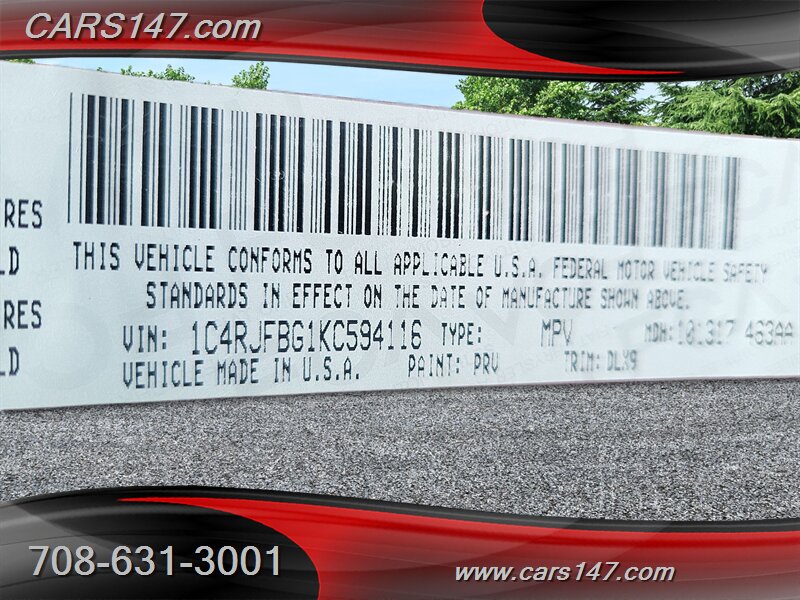 CARS147.com
RES
LD
RES
LD
THIS VEHICLE CONFORMS TO ALL APPLICABLE U.S.A. FEDERAL MOTOR VEHICLE SAFETY
STANDARDS IN EFFECT ON THE DATE OF MANUFACTURE SHOWN ABOVE.
VIN: 1C4RJFBG1KC594116 TYPE: MPV MDH: 101317 463AA
VEHICLE MADE IN U.S.A. PAINT: PRV TRIM: DLX9
708-631-3001
www.cars147.com